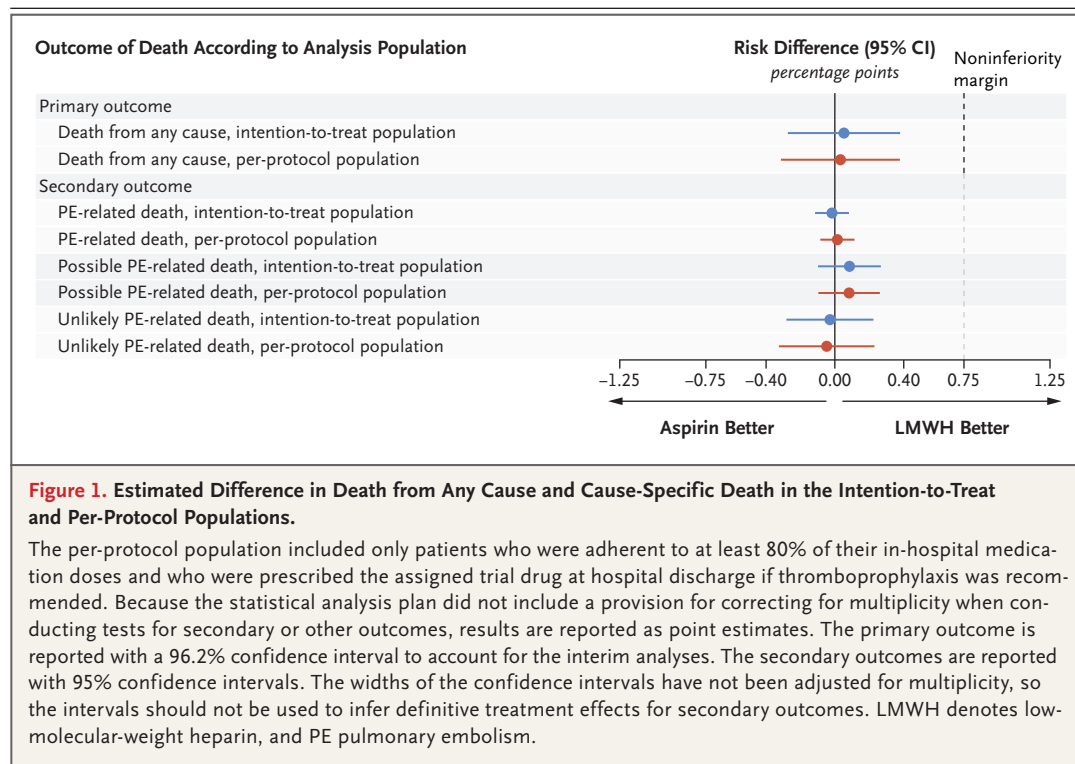 Outcome of Death According to Analysis Population
Risk Difference (95% CI)
percentage points
Noninferiority
margin
Primary outcome
Death from any cause, intention-to-treat population
Death from any cause, per-protocol population
Secondary outcome
PE-related death, intention-to-treat population
PE-related death, per-protocol population
Possible PE-related death, intention-to-treat population
Possible PE-related death, per-protocol population
Unlikely PE-related death, intention-to-treat population
Unlikely PE-related death, per-protocol population
−1.25 −0.75 −0.40 0.00 0.40 0.75 1.25
Aspirin Better LMWH Better
Figure 1. Estimated Difference in Death from Any Cause and Cause-Specific Death in the Intention-to-Treat
and Per-Protocol Populations.
The per-protocol population included only patients who were adherent to at least 80% of their in-hospital medica-
tion doses and who were prescribed the assigned trial drug at hospital discharge if thromboprophylaxis was recom-
mended. Because the statistical analysis plan did not include a provision for correcting for multiplicity when con-
ducting tests for secondary or other outcomes, results are reported as point estimates. The primary outcome is
reported with a 96.2% confidence interval to account for the interim analyses. The secondary outcomes are reported
with 95% confidence intervals. The widths of the confidence intervals have not been adjusted for multiplicity, so
the intervals should not be used to infer definitive treatment effects for secondary outcomes. LMWH denotes low-
molecular-weight heparin, and PE pulmonary embolism.